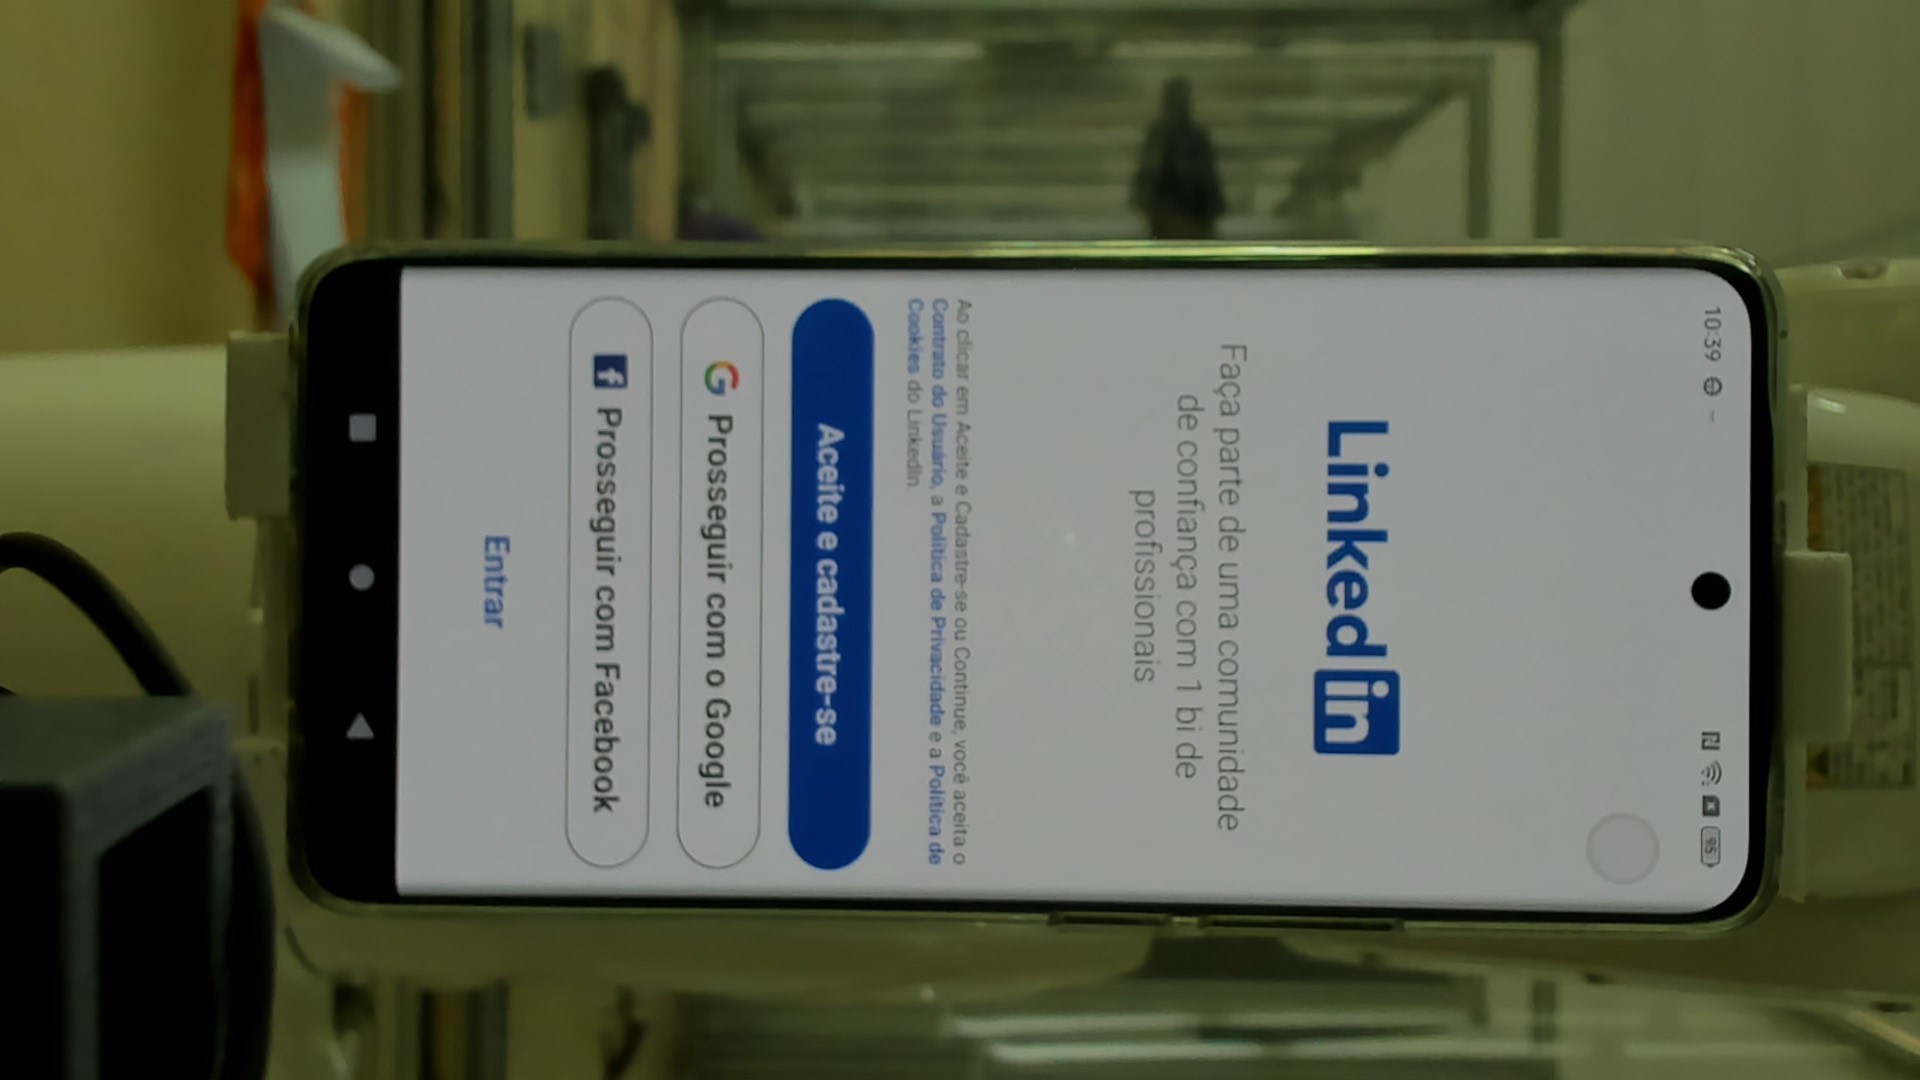 10:39
95
Linkedin
Faça parte de uma comunidade
de confiança com 1 bi de
profissionais
Ao clicar em Aceite e Cadastre-se ou Continue, você aceita o
Contrato do Usuário, a Política de Privacidade e a Política de
Cookies do LinkedIn.
Aceite e cadastre-se
G Prosseguir com o Google
f Prosseguir com Facebook
Entrar